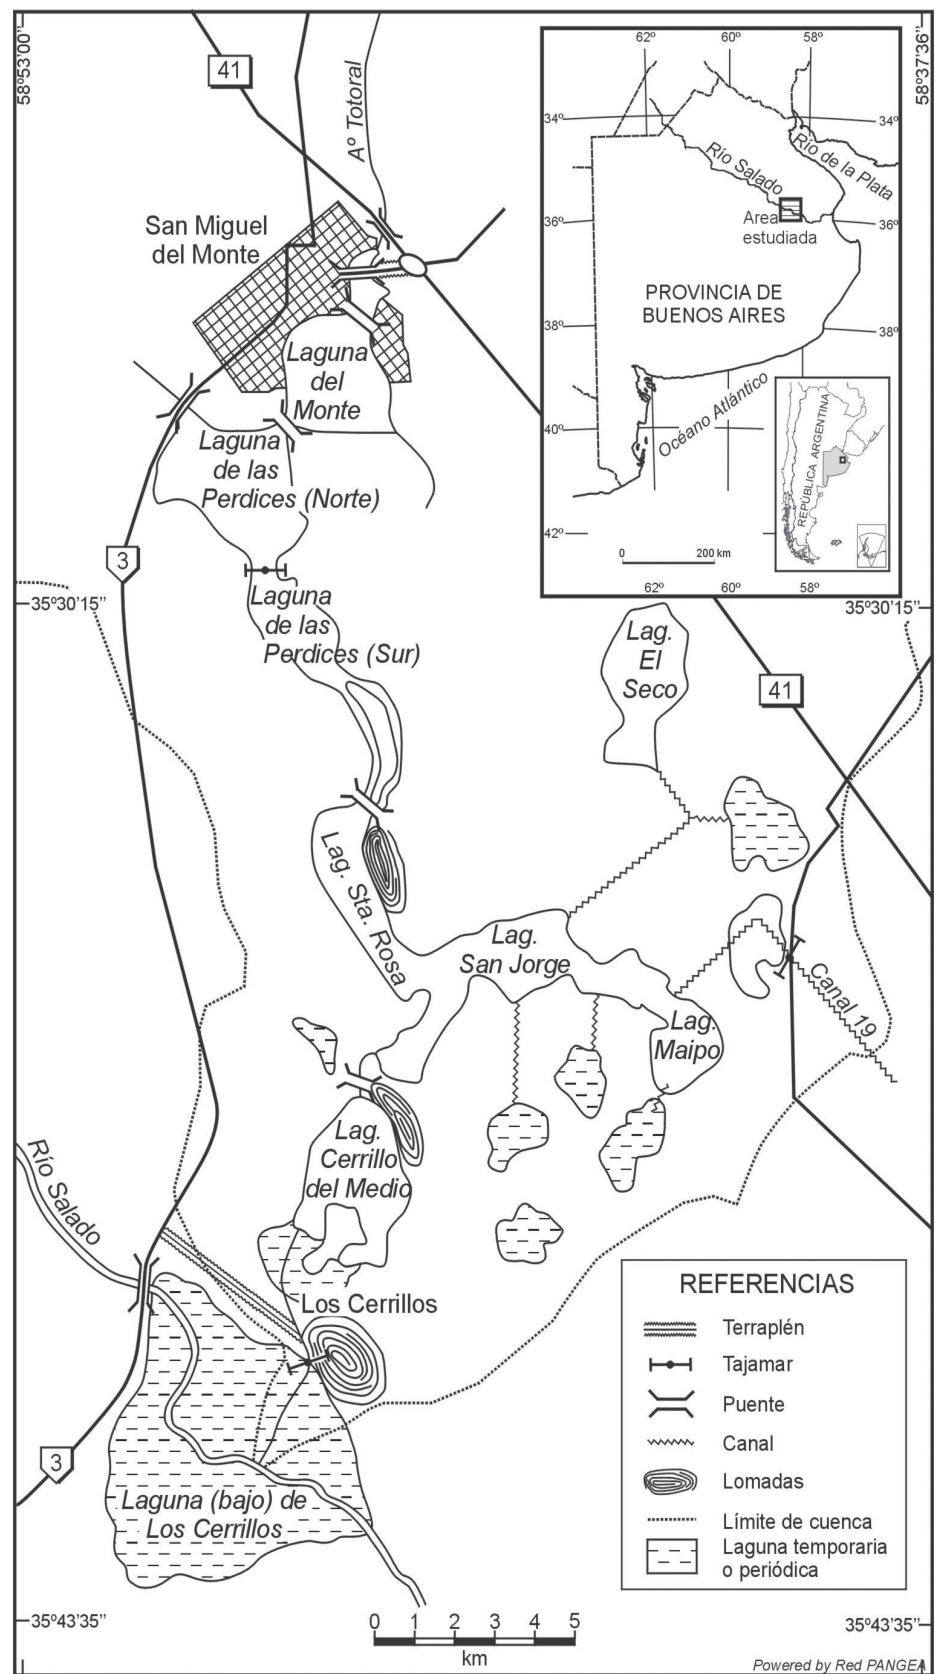 58º53'00"
58º37'36"
41
Aº Totoral
San Miguel
del Monte
Laguna
del
Monte
Laguna
de las
Perdices (Norte)
3
35º30'15"
35º30'15"
Laguna
de las
Perdices (Sur)
62º
60º
58º
34º
34º
Río Salado
Río de la Plata
36º
36º
Area
estudiada
PROVINCIA DE
BUENOS AIRES
38º
38º
Océano Atlántico
40º
REPÚBLICA ARGENTINA
42º
0
200 km
62º
60º
58º
Lag.
El
Seco
41
Lag. Sta. Rosa
Lag.
San Jorge
Canal 19
Lag.
Maipo
Lag.
Cerrillo
del Medio
Río Salado
Los Cerrillos
3
Laguna (bajo) de
Los Cerrillos
REFERENCIAS
Terraplén
Tajamar
Puente
Canal
Lomadas
Límite de cuenca
Laguna temporaria
o periódica
35º43'35"
35º43'35"
0 1 2 3 4 5
km
Powered by Red PANGEA